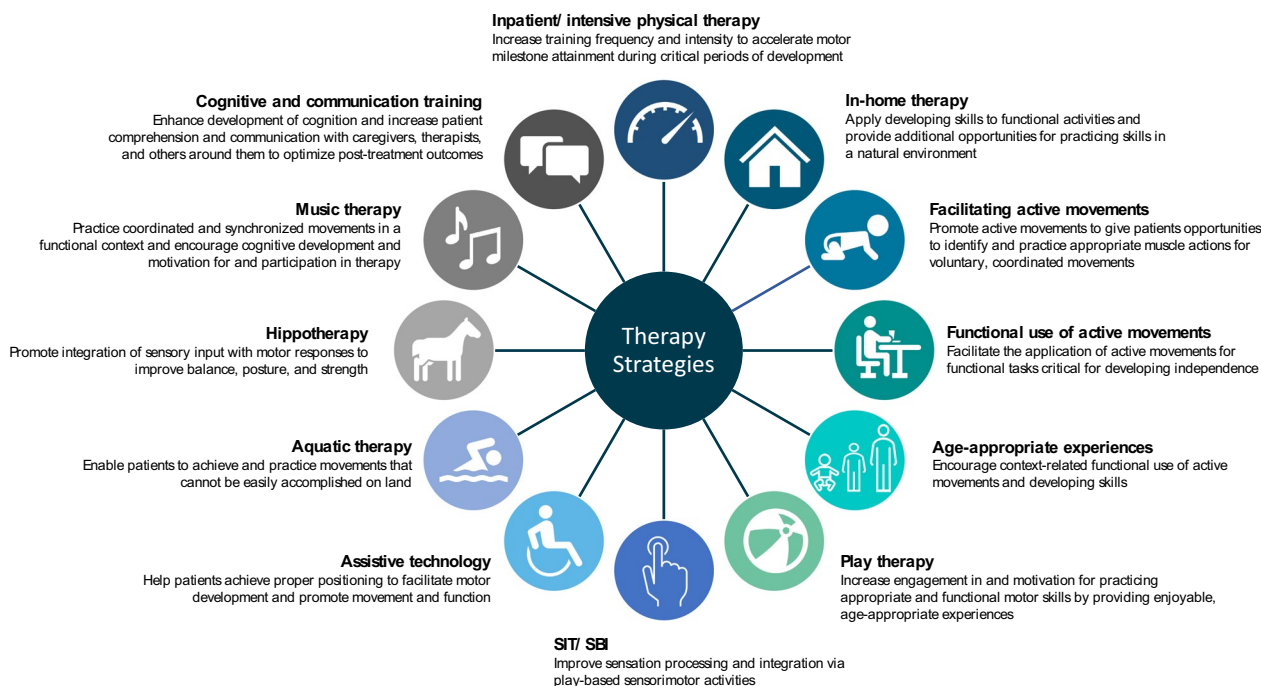 Inpatient/ intensive physical therapy
Increase training frequency and intensity to accelerate motor
milestone attainment during critical periods of development
In-home therapy
Apply developing skills to functional activities and
provide additional opportunities for practicing skills in
a natural environment
Facilitating active movements
Promote active movements to give patients opportunities
to identify and practice appropriate muscle actions for
voluntary, coordinated movements
Functional use of active movements
Facilitate the application of active movements for
functional tasks critical for developing independence
Age-appropriate experiences
Encourage context-related functional use of active
movements and developing skills
Play therapy
Increase engagement in and motivation for practicing
appropriate and functional motor skills by providing enjoyable,
age-appropriate experiences
SIT/ SBI
Improve sensation processing and integration via
play-based sensorimotor activities
Assistive technology
Help patients achieve proper positioning to facilitate motor
development and promote movement and function
Aquatic therapy
Enable patients to achieve and practice movements that
cannot be easily accomplished on land
Hippotherapy
Promote integration of sensory input with motor responses to
improve balance, posture, and strength
Music therapy
Practice coordinated and synchronized movements in a
functional context and encourage cognitive development and
motivation for and participation in therapy
Cognitive and communication training
Enhance development of cognition and increase patient
comprehension and communication with caregivers, therapists,
and others around them to optimize post-treatment outcomes
Therapy
Strategies